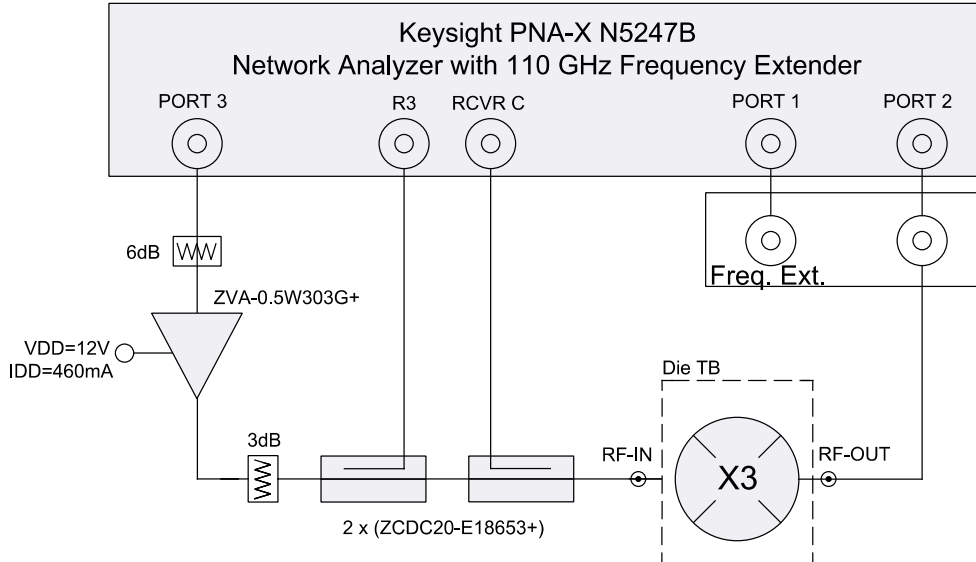 Keysight PNA-X N5247B
Network Analyzer with 110 GHz Frequency Extender
PORT 3
R3
RCVR C
PORT 1
PORT 2
6dB
Freq. Ext.
ZVA-0.5W303G+
VDD=12V
IDD=460mA
Die TB
3dB
RF-IN
X3
RF-OUT
2 x (ZCDC20-E18653+)